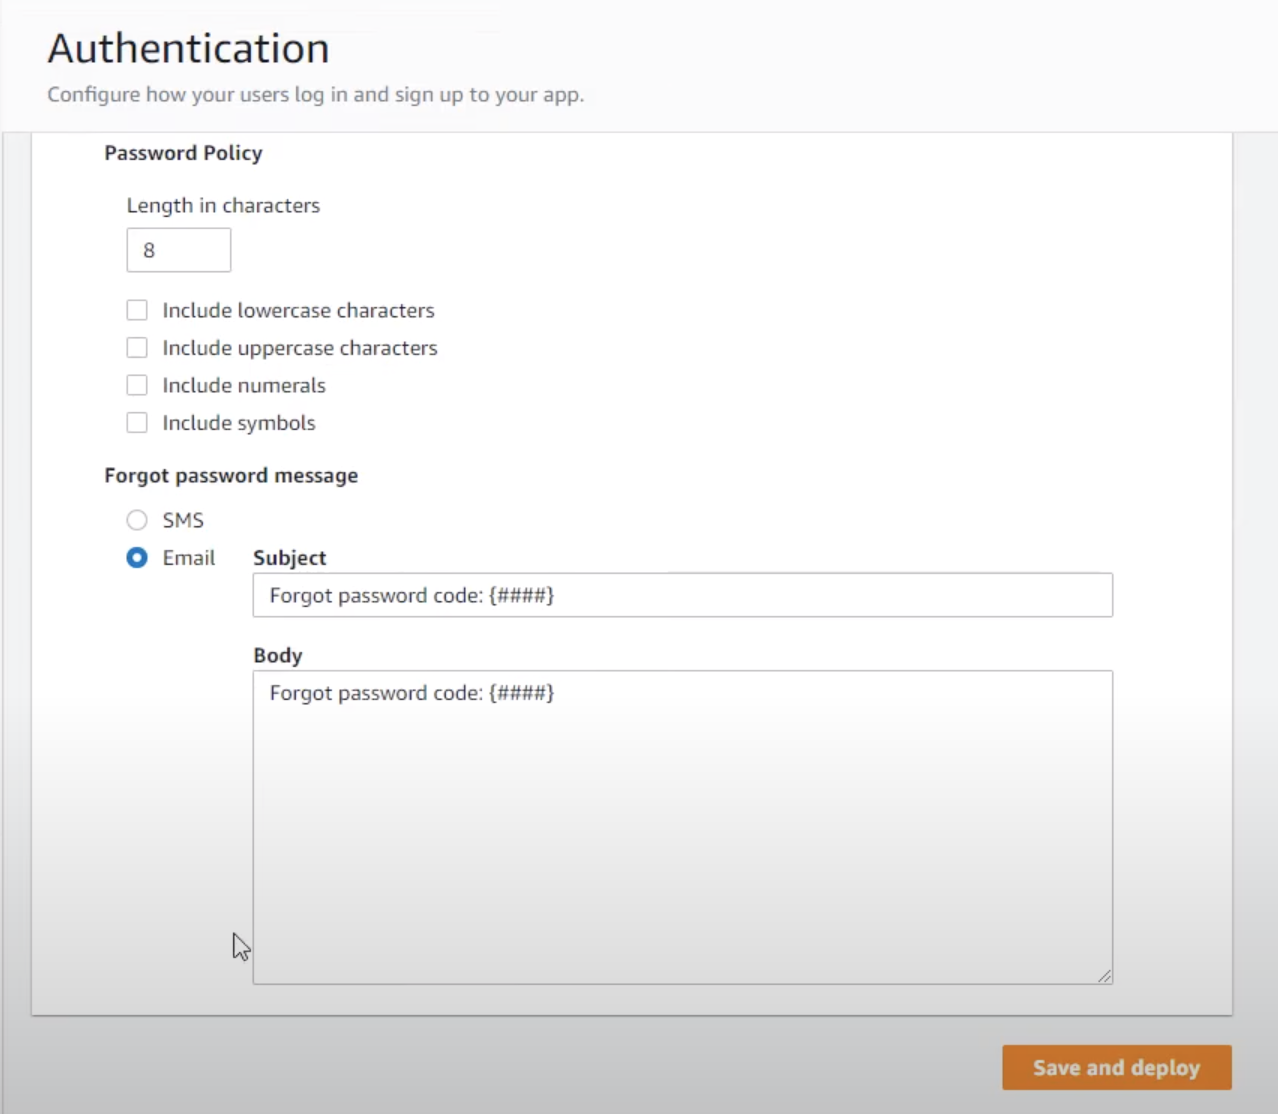 Authentication
Configure how your users log in and sign up to your app.
Password Policy
Length in characters
8
Include lowercase characters
Include uppercase characters
Include numerals
Include symbols
Forgot password message
SMS
Email
Subject
Forgot password code: {####}
Body
Forgot password code: {####}
Save and deploy